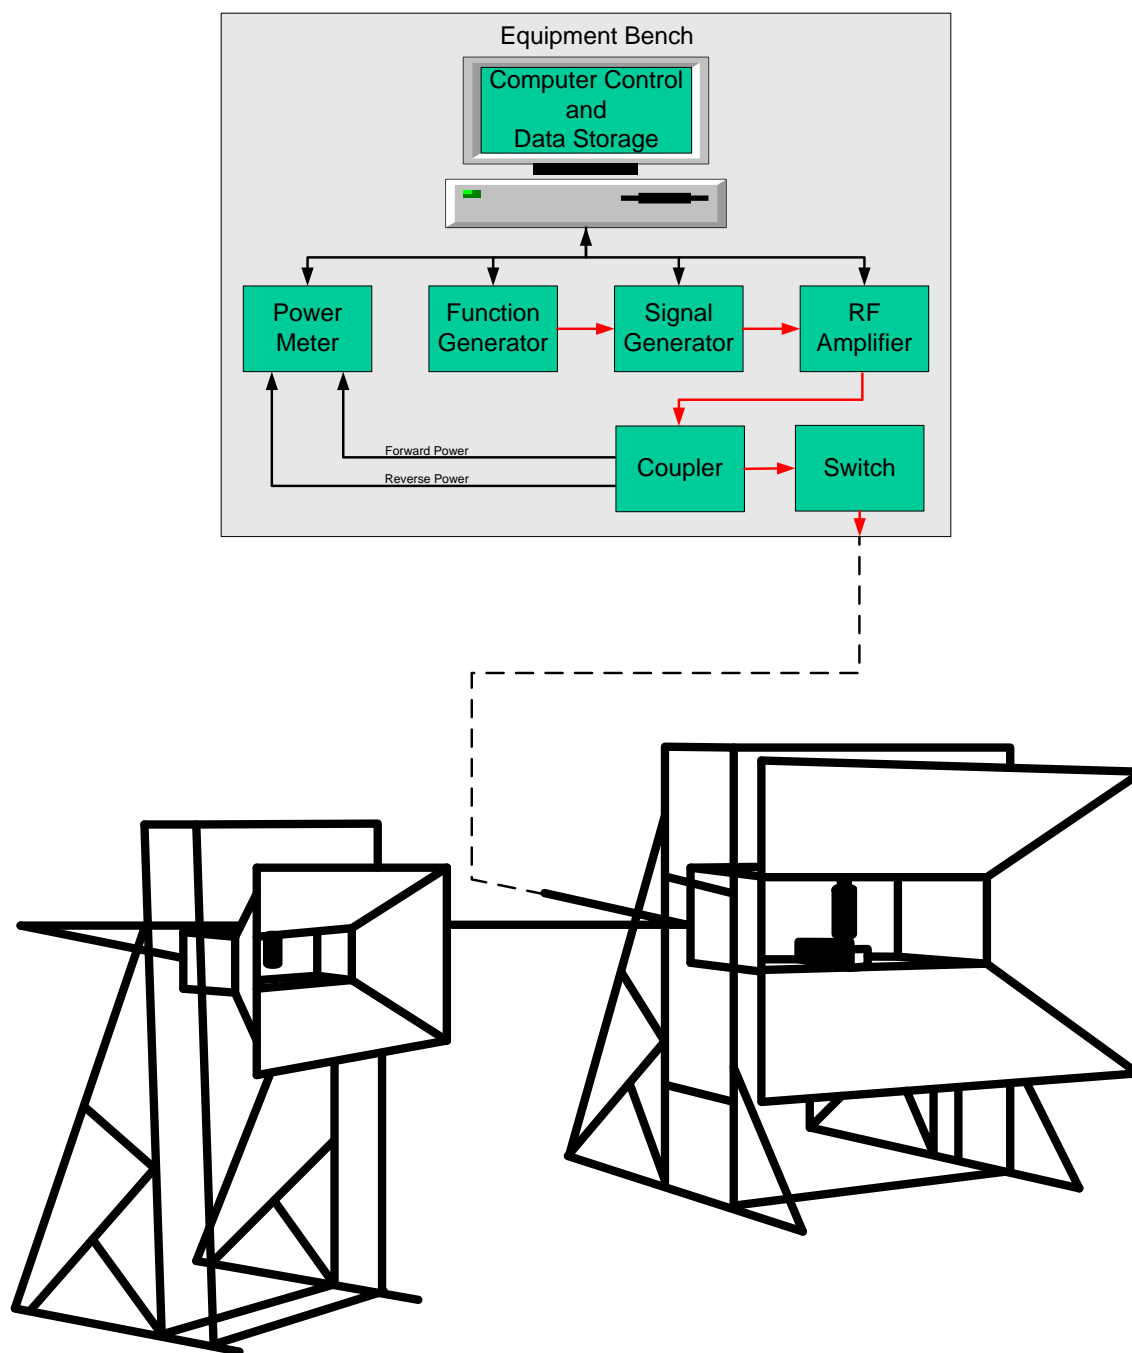 Equipment Bench
Computer Control
and
Data Storage
Power
Meter
Function
Generator
Signal
Generator
RF
Amplifier
Forward Power
Reverse Power
Coupler
Switch